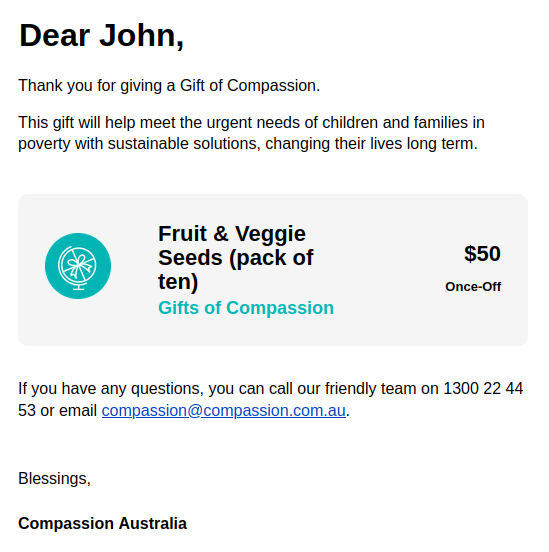 Dear John,
Thank you for giving a Gift of Compassion.
This gift will help meet the urgent needs of children and families in
poverty with sustainable solutions, changing their lives long term.
Fruit & Veggie
Seeds (pack of
ten)
Gifts of Compassion
$50
Once-Off
If you have any questions, you can call our friendly team on 1300 22 44
53 or email compassion@compassion.com.au.
Blessings,
Compassion Australia